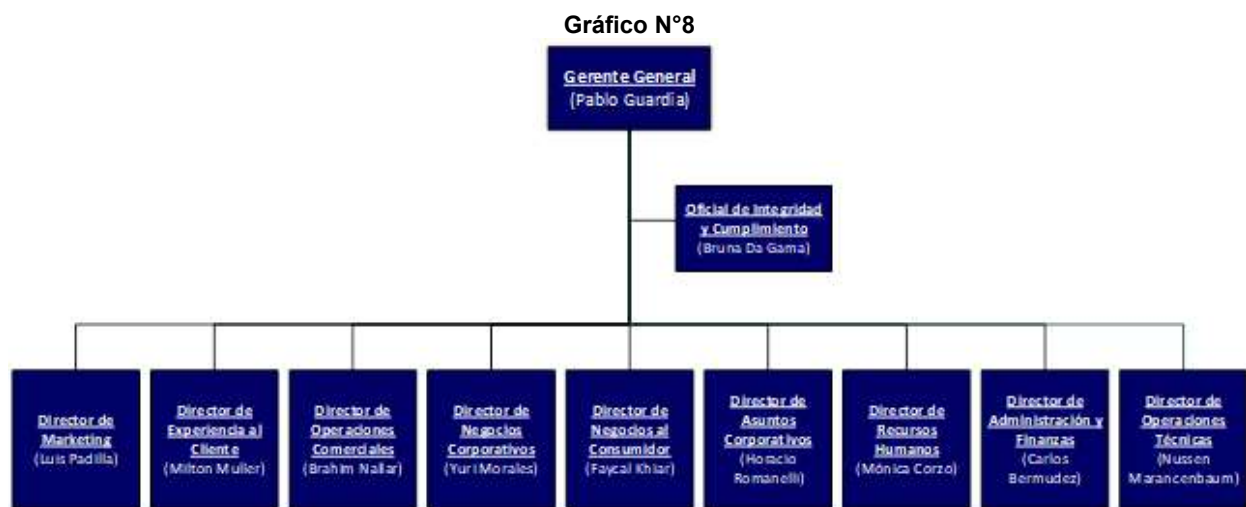 Gráfico N°8
Gerente General
(Pablo Guardia)
Oficial de Integridad
y Cumplimiento
(Bruna Da Gama)
Director de
Marketing
(Luis Padilla)
Director de
Experiencia al
Cliente
(Milton Muller)
Director de
Operaciones
Comerciales
(Brahim Nallar)
Director de
Negocios
Corporativos
(Yuri Morales)
Director de
Negocios al
Consumidor
(Faycal Khiar)
Director de
Asuntos
Corporativos
(Horacio
Romanelli)
Director de
Recursos
Humanos
(Mónica Corzo)
Director de
Administración y
Finanzas
(Carlos
Bermudez)
Director de
Operaciones
Técnicas
(Nussen
Marancenbaum)